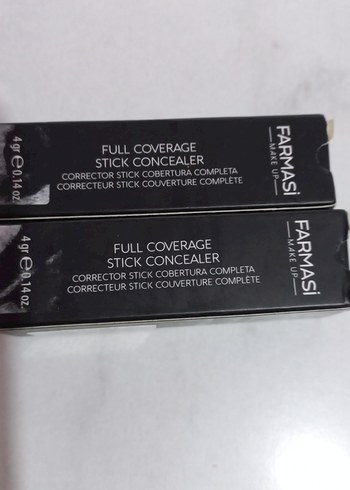 FULL COVERAGE
STICK CONCEALER
CORRECTOR STICK COBERTURA COMPLETA
CORRECTEUR STICK COUVERTURE COMPLÈTE
4 gr ℮ 0.14 oz.
FARMASİ
MAKE UP
FULL COVERAGE
STICK CONCEALER
CORRECTOR STICK COBERTURA COMPLETA
CORRECTEUR STICK COUVERTURE COMPLÈTE
4 gr ℮ 0.14 oz.
FARMASİ
MAKE UP